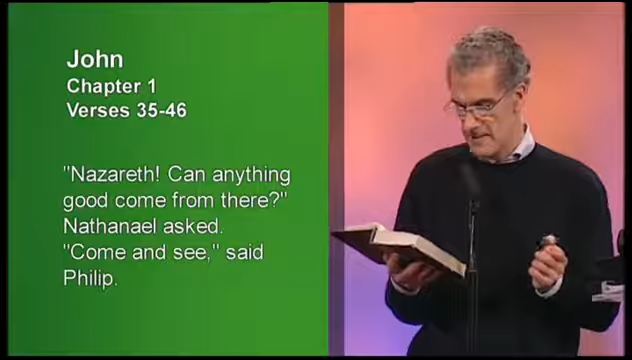 John
Chapter 1
Verses 35-46
"Nazareth! Can anything
good come from there?"
Nathanael asked.
"Come and see," said
Philip.